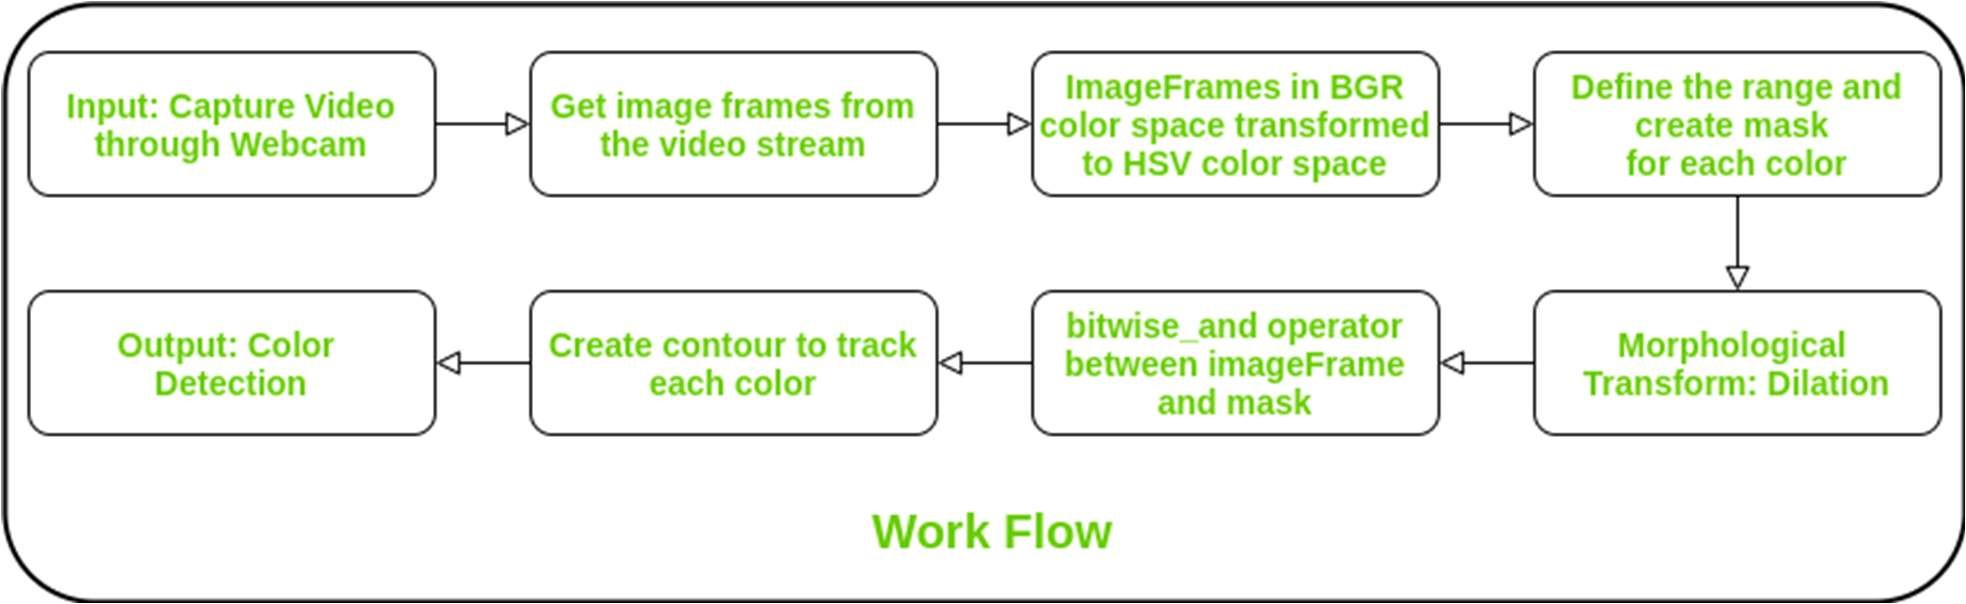 Input: Capture Video
through Webcam
Get image frames from
the video stream
ImageFrames in BGR
color space transformed
to HSV color space
Define the range and
create mask
for each color
Output: Color
Detection
Create contour to track
each color
bitwise_and operator
between imageFrame
and mask
Morphological
Transform: Dilation
Work Flow